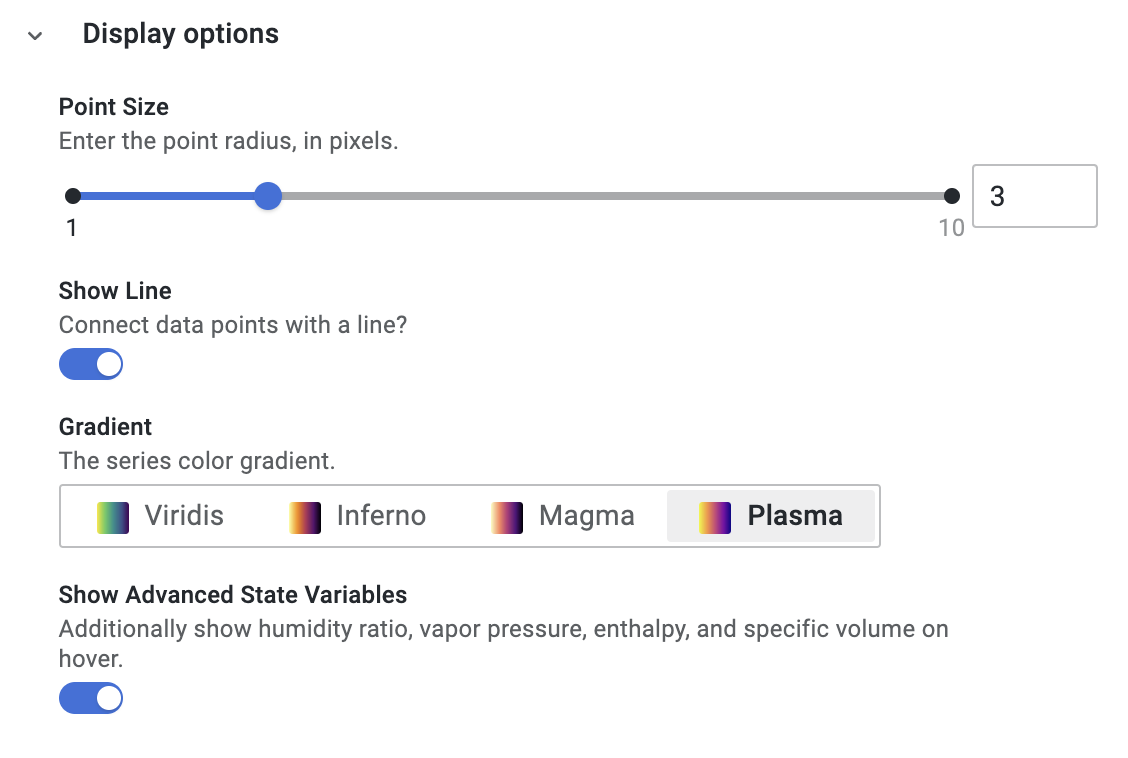 Display options
Point Size
Enter the point radius, in pixels.
3
1
10
Show Line
Connect data points with a line?
Gradient
The series color gradient.
Viridis Inferno Magma Plasma
Show Advanced State Variables
Additionally show humidity ratio, vapor pressure, enthalpy, and specific volume on
hover.